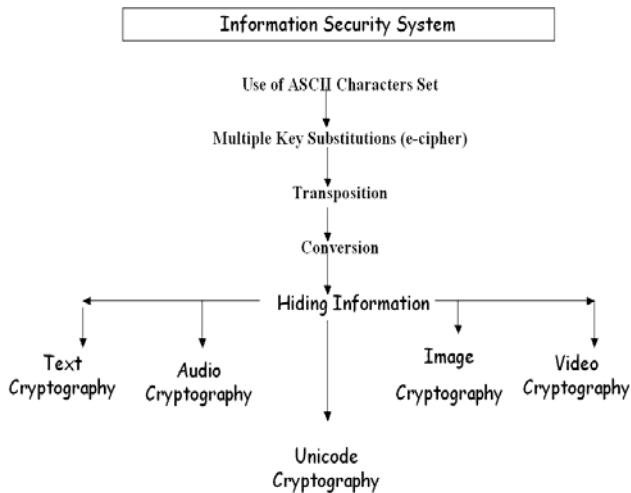 Information Security System
Use of ASCII Characters Set
Multiple Key Substitutions (e-cipher)
Transposition
Conversion
Hiding Information
Text
Cryptography
Audio
Cryptography
Unicode
Cryptography
Image
Cryptography
Video
Cryptography